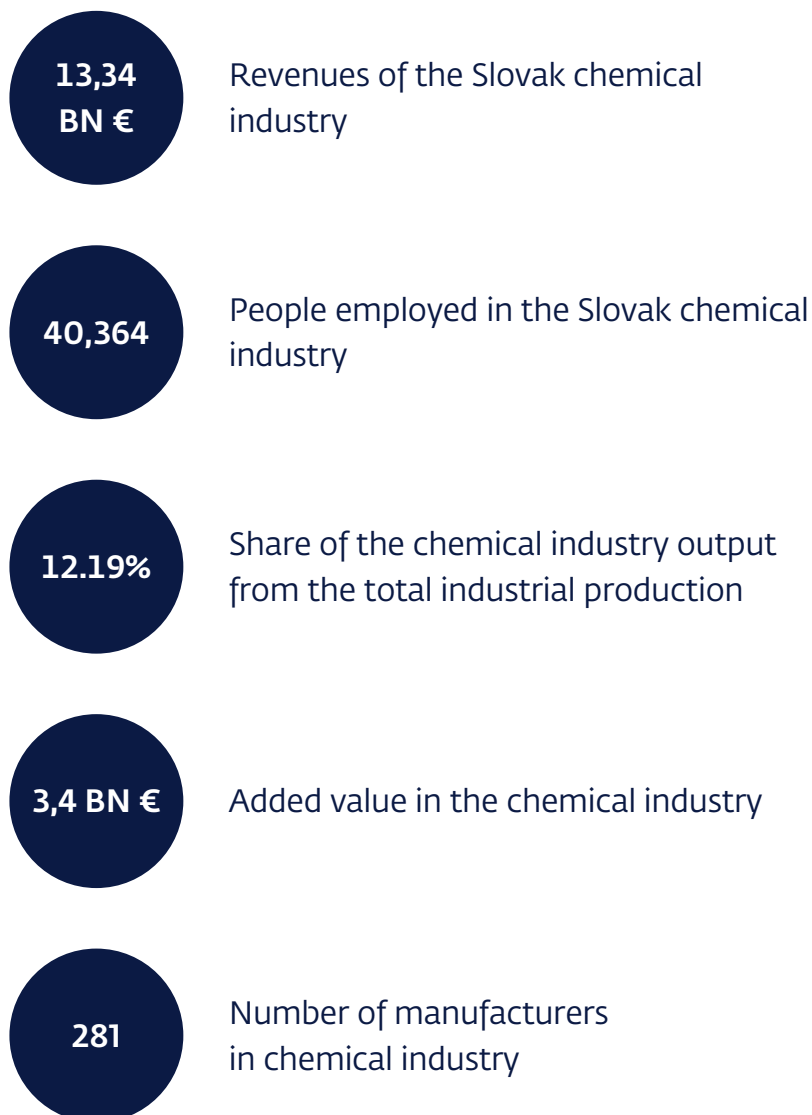 13,34
BN €
Revenues of the Slovak chemical
industry
40,364
People employed in the Slovak chemical
industry
12.19%
Share of the chemical industry output
from the total industrial production
3,4 BN €
Added value in the chemical industry
281
Number of manufacturers
in chemical industry